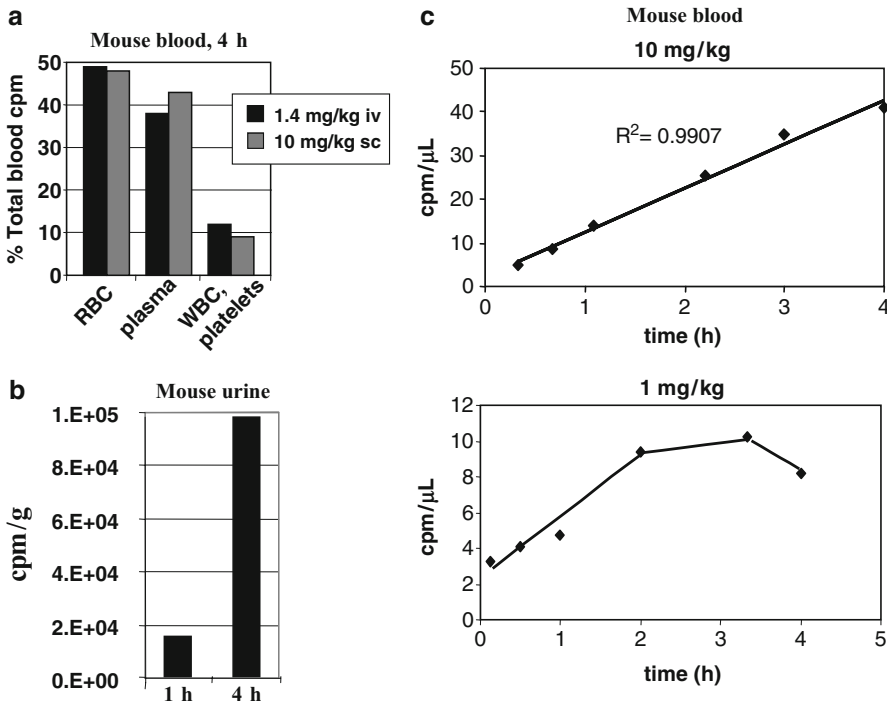 a
Mouse blood, 4 h
% Total blood cpm
50
40
30
20
10
0
1.4 mg/kg iv
10 mg/kg sc
RBC
plasma
WBC,
platelets
b
Mouse urine
cpm/g
1.E+05
8.E+04
6.E+04
4.E+04
2.E+04
0.E+00
1 h
4 h
c
Mouse blood
10 mg/kg
cpm/µL
50
40
30
20
10
0
R²= 0.9907
0 1 2 3 4
time (h)
1 mg/kg
cpm/µL
12
10
8
6
4
2
0
0 1 2 3 4 5
time (h)